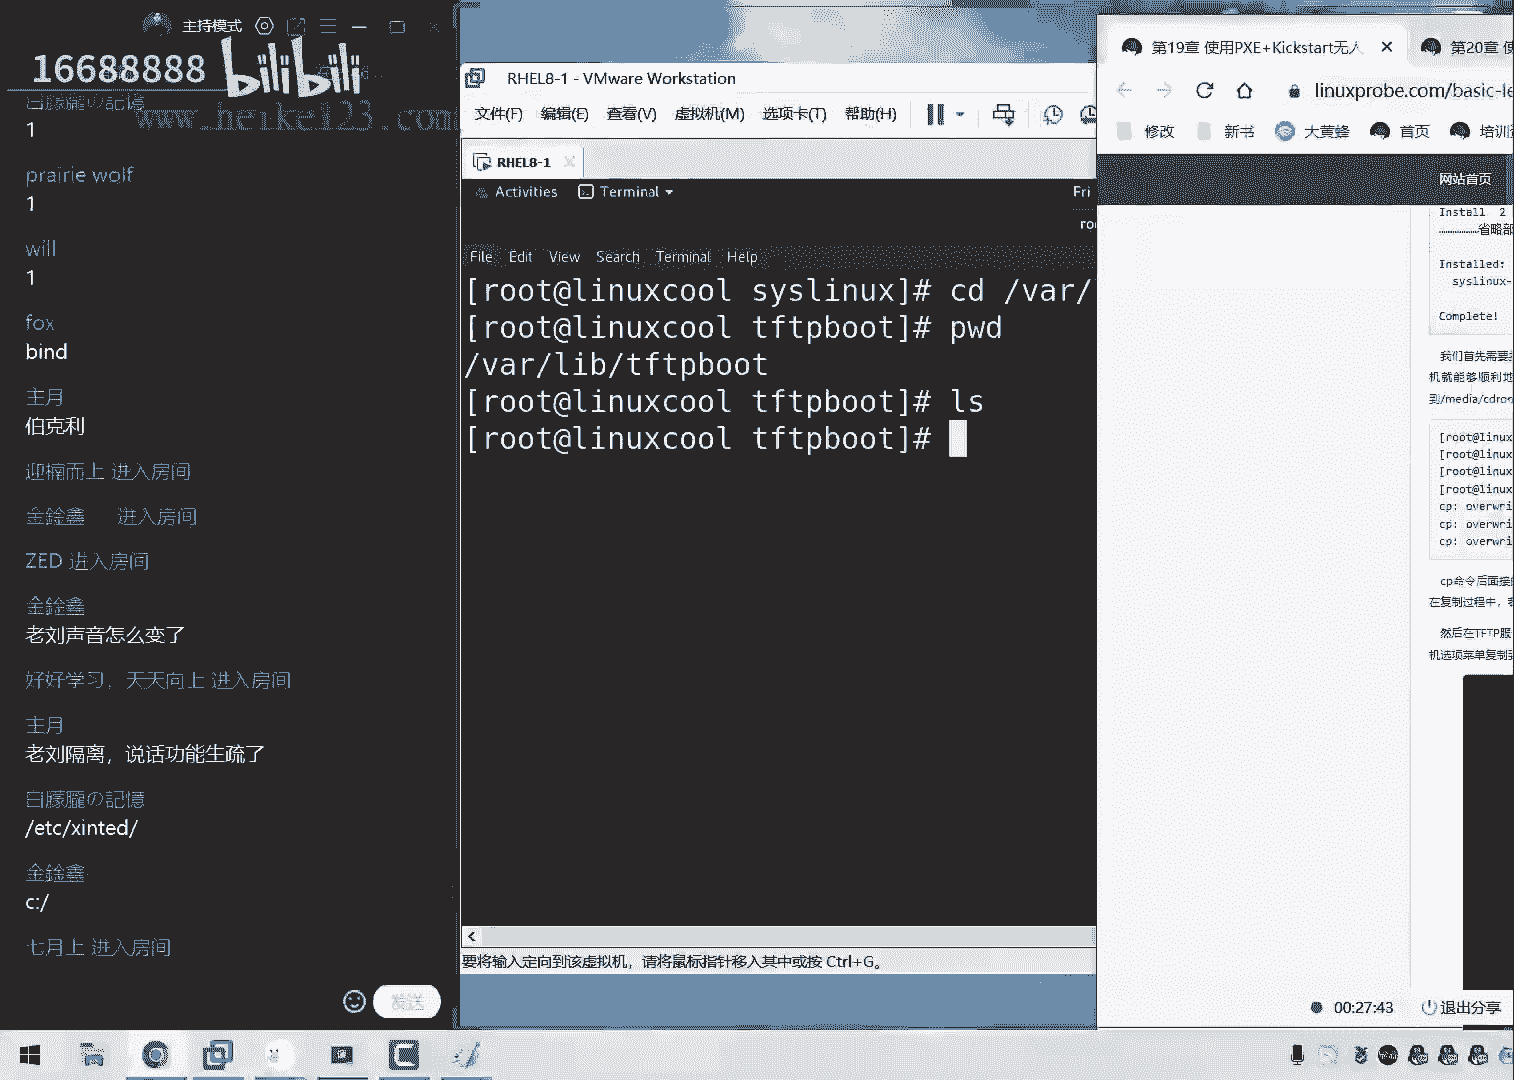 主持模式
16688888
bilibili
www.heike123.com
白朦朧の記憶
1
prairie wolf
1
will
1
fox
bind
主月
伯克利
迎楠而上 进入房间
金鍂鑫 进入房间
ZED 进入房间
金鍂鑫
老刘声音怎么变了
好好学习，天天向上 进入房间
主月
老刘隔离，说话功能生疏了
白朦朧の記憶
/etc/xinted/
金鍂鑫
c:/
七月上 进入房间
发送
RHEL8-1 - VMware Workstation
文件(F) 编辑(E) 查看(V) 虚拟机(M) 选项卡(T) 帮助(H)
RHEL8-1
Activities Terminal
Fri
File Edit View Search Terminal Help
[root@linuxcool syslinux]# cd /var/
[root@linuxcool tftpboot]# pwd
/var/lib/tftpboot
[root@linuxcool tftpboot]# ls
[root@linuxcool tftpboot]#
要将输入定向到该虚拟机，请将鼠标指针移入其中或按 Ctrl+G。
第19章 使用PXE+Kickstart无人
第20章 使
linuxprobe.com/basic-le
修改 新书 大黄蜂 首页 培训
网站首页
Install 2
………………省略部
Installed:
syslinux-
Complete!
我们首先需要
机就能够顺利地
到/media/cdro
[root@linux
[root@linux
[root@linux
[root@linux
cp: overwri
cp: overwri
cp: overwri
cp命令后面接的
在复制过程中，
然后在TFTP服
机选项菜单复制到
00:27:43 退出分享